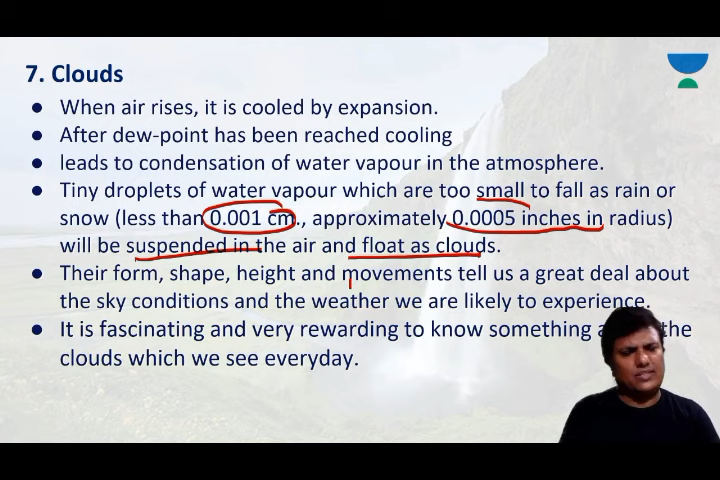 7. Clouds
● When air rises, it is cooled by expansion.
● After dew-point has been reached cooling
● leads to condensation of water vapour in the atmosphere.
● Tiny droplets of water vapour which are too small to fall as rain or
snow (less than 0.001 cm., approximately 0.0005 inches in radius)
will be suspended in the air and float as clouds.
● Their form, shape, height and movements tell us a great deal about
the sky conditions and the weather we are likely to experience.
● It is fascinating and very rewarding to know something the
clouds which we see everyday.